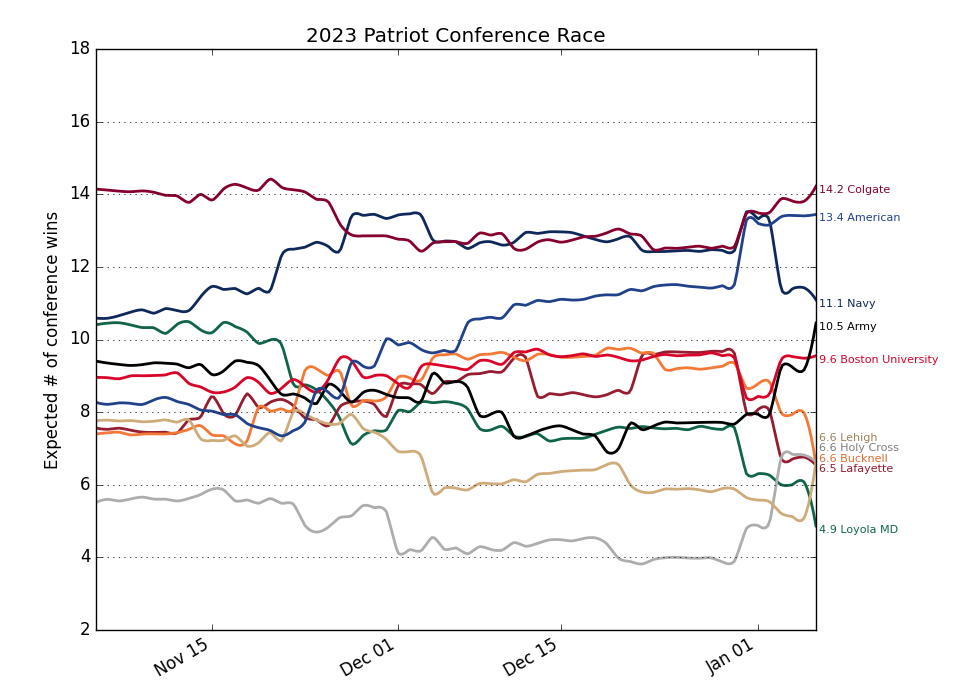 2023 Patriot Conference Race
Expected # of conference wins
18
16
14
12
10
8
6
4
2
Nov 15
Dec 01
Dec 15
Jan 01
14.2 Colgate
13.4 American
11.1 Navy
10.5 Army
9.6 Boston University
6.6 Lehigh
6.6 Holy Cross
6.6 Bucknell
6.5 Lafayette
4.9 Loyola MD